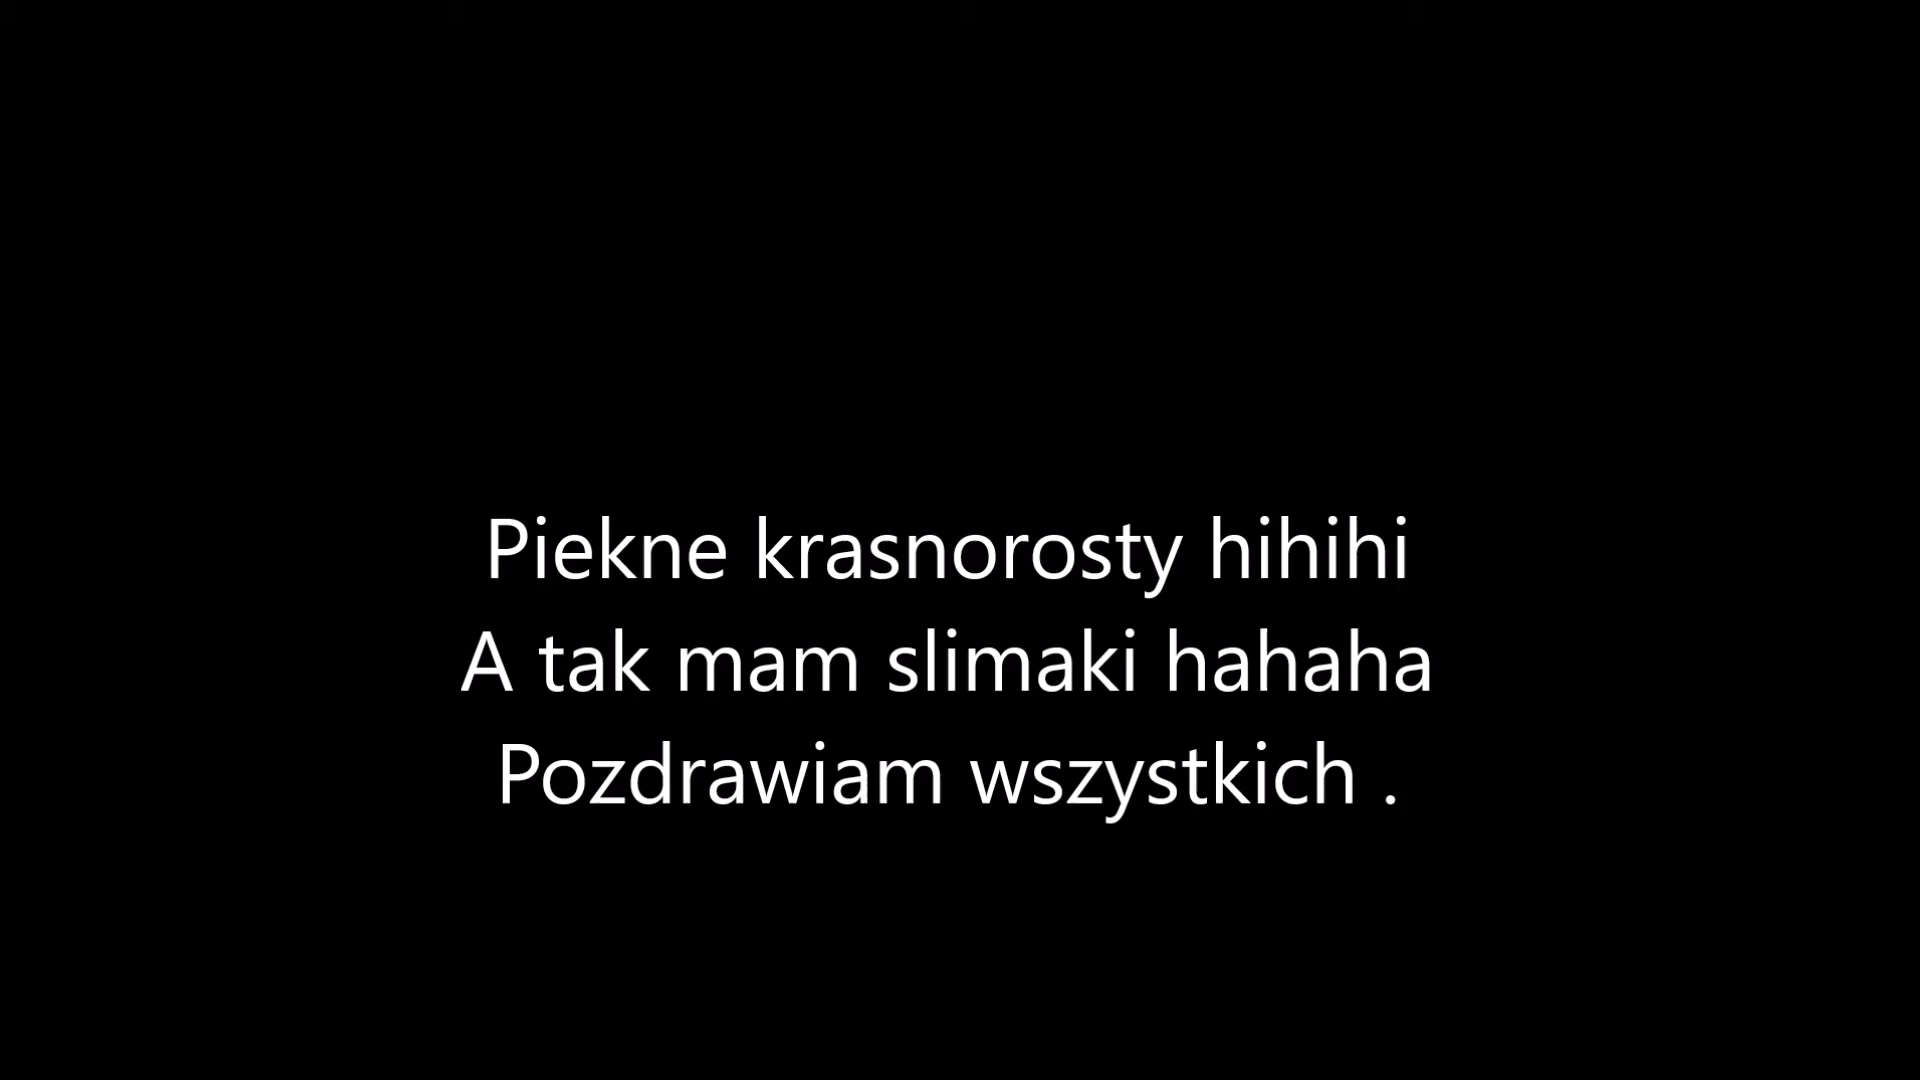 Piekne krasnorosty hihihi
A tak mam slimaki hahaha
Pozdrawiam wszystkich .